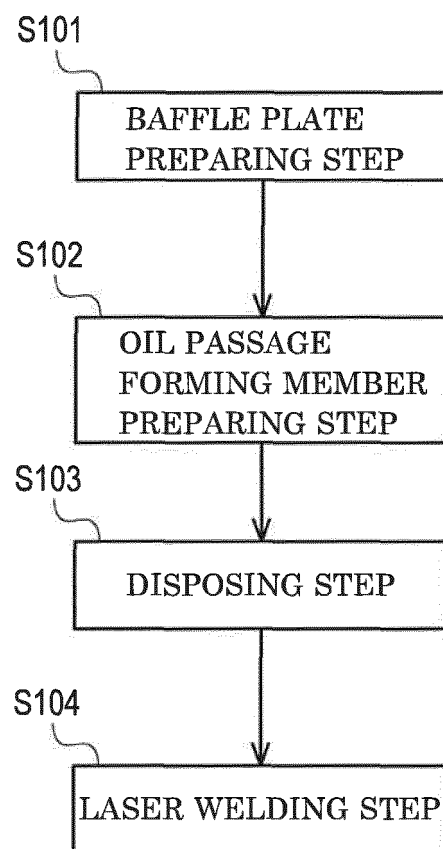 S101
BAFFLE PLATE
PREPARING STEP
S102
OIL PASSAGE
FORMING MEMBER
PREPARING STEP
S103
DISPOSING STEP
S104
LASER WELDING STEP